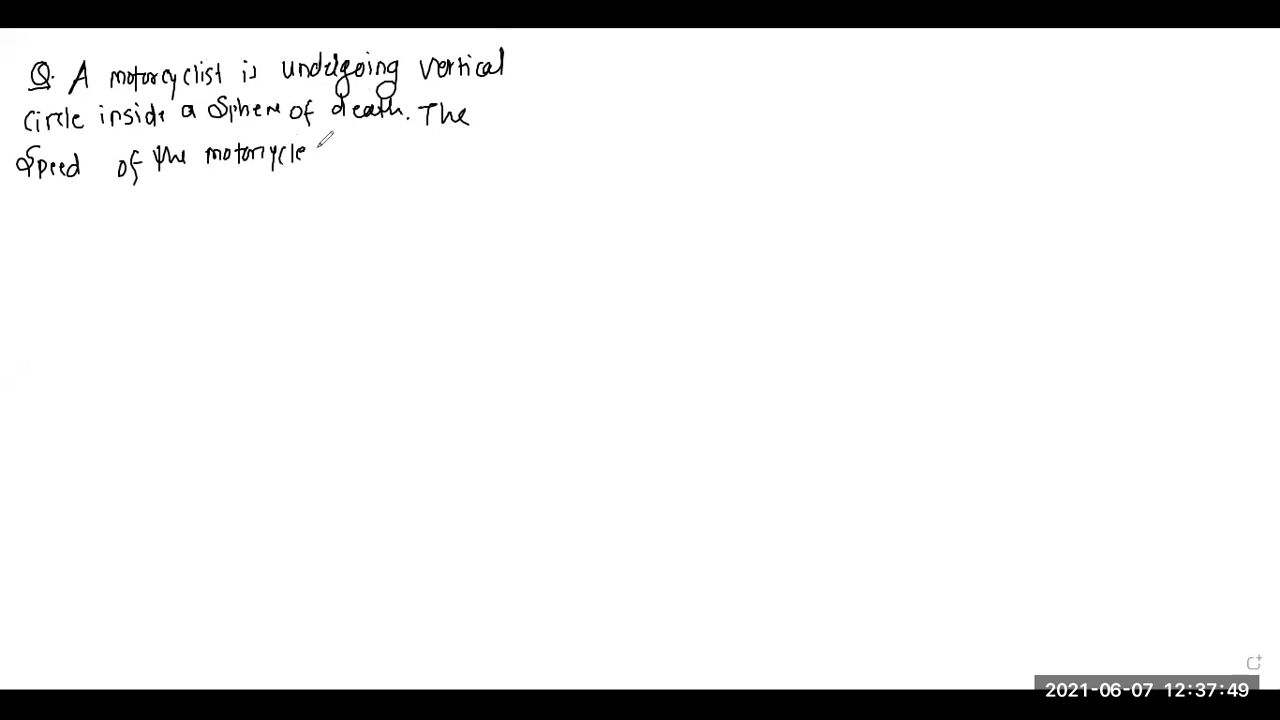 Q. A motorcyclist is undergoing vertical
circle inside a sphere of death. The
speed of the motorcycle
2021-06-07 12:37:49